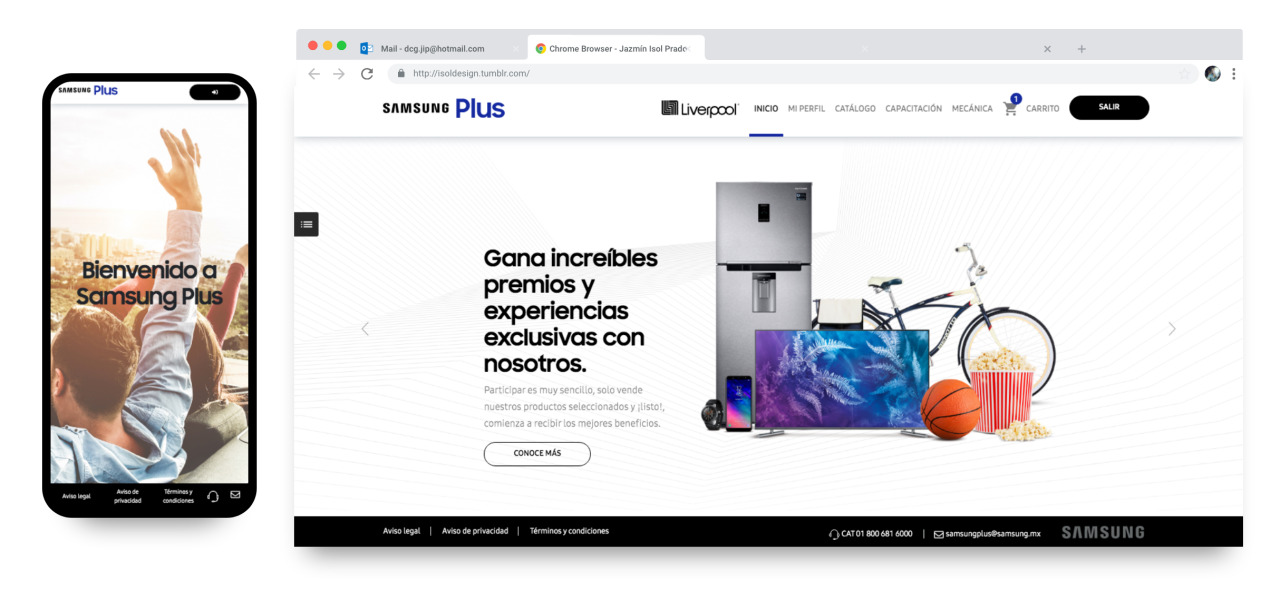 SAMSUNG Plus
Bienvenido a
Samsung Plus
Aviso legal
Aviso de
privacidad
Términos y
condiciones
Mail - dcg.jip@hotmail.com
Chrome Browser - Jazmín Isol Prado
http://isoldesign.tumblr.com/
SAMSUNG Plus
Liverpool
INICIO MI PERFIL CATÁLOGO CAPACITACIÓN MECÁNICA 1 CARRITO SALIR
Gana increíbles
premios y
experiencias
exclusivas con
nosotros.
Participar es muy sencillo, solo vende
nuestros productos seleccionados y ¡listo!,
comienza a recibir los mejores beneficios.
CONOCE MÁS
Aviso legal | Aviso de privacidad | Términos y condiciones
CAT 01 800 681 6000 | samsungplus@samsung.mx
SAMSUNG